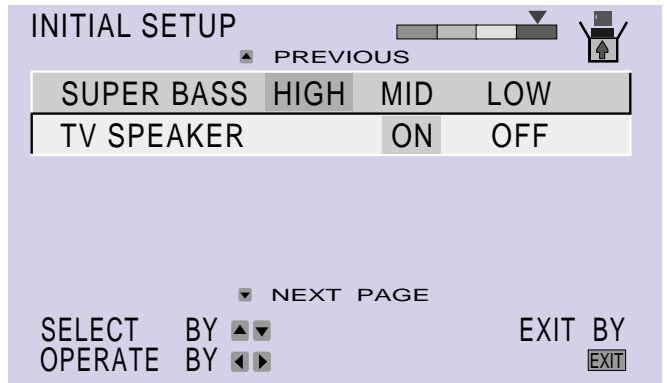 INITIAL SETUP
PREVIOUS
SUPER BASS HIGH MID LOW
TV SPEAKER ON OFF
NEXT PAGE
SELECT BY
OPERATE BY
EXIT BY
EXIT